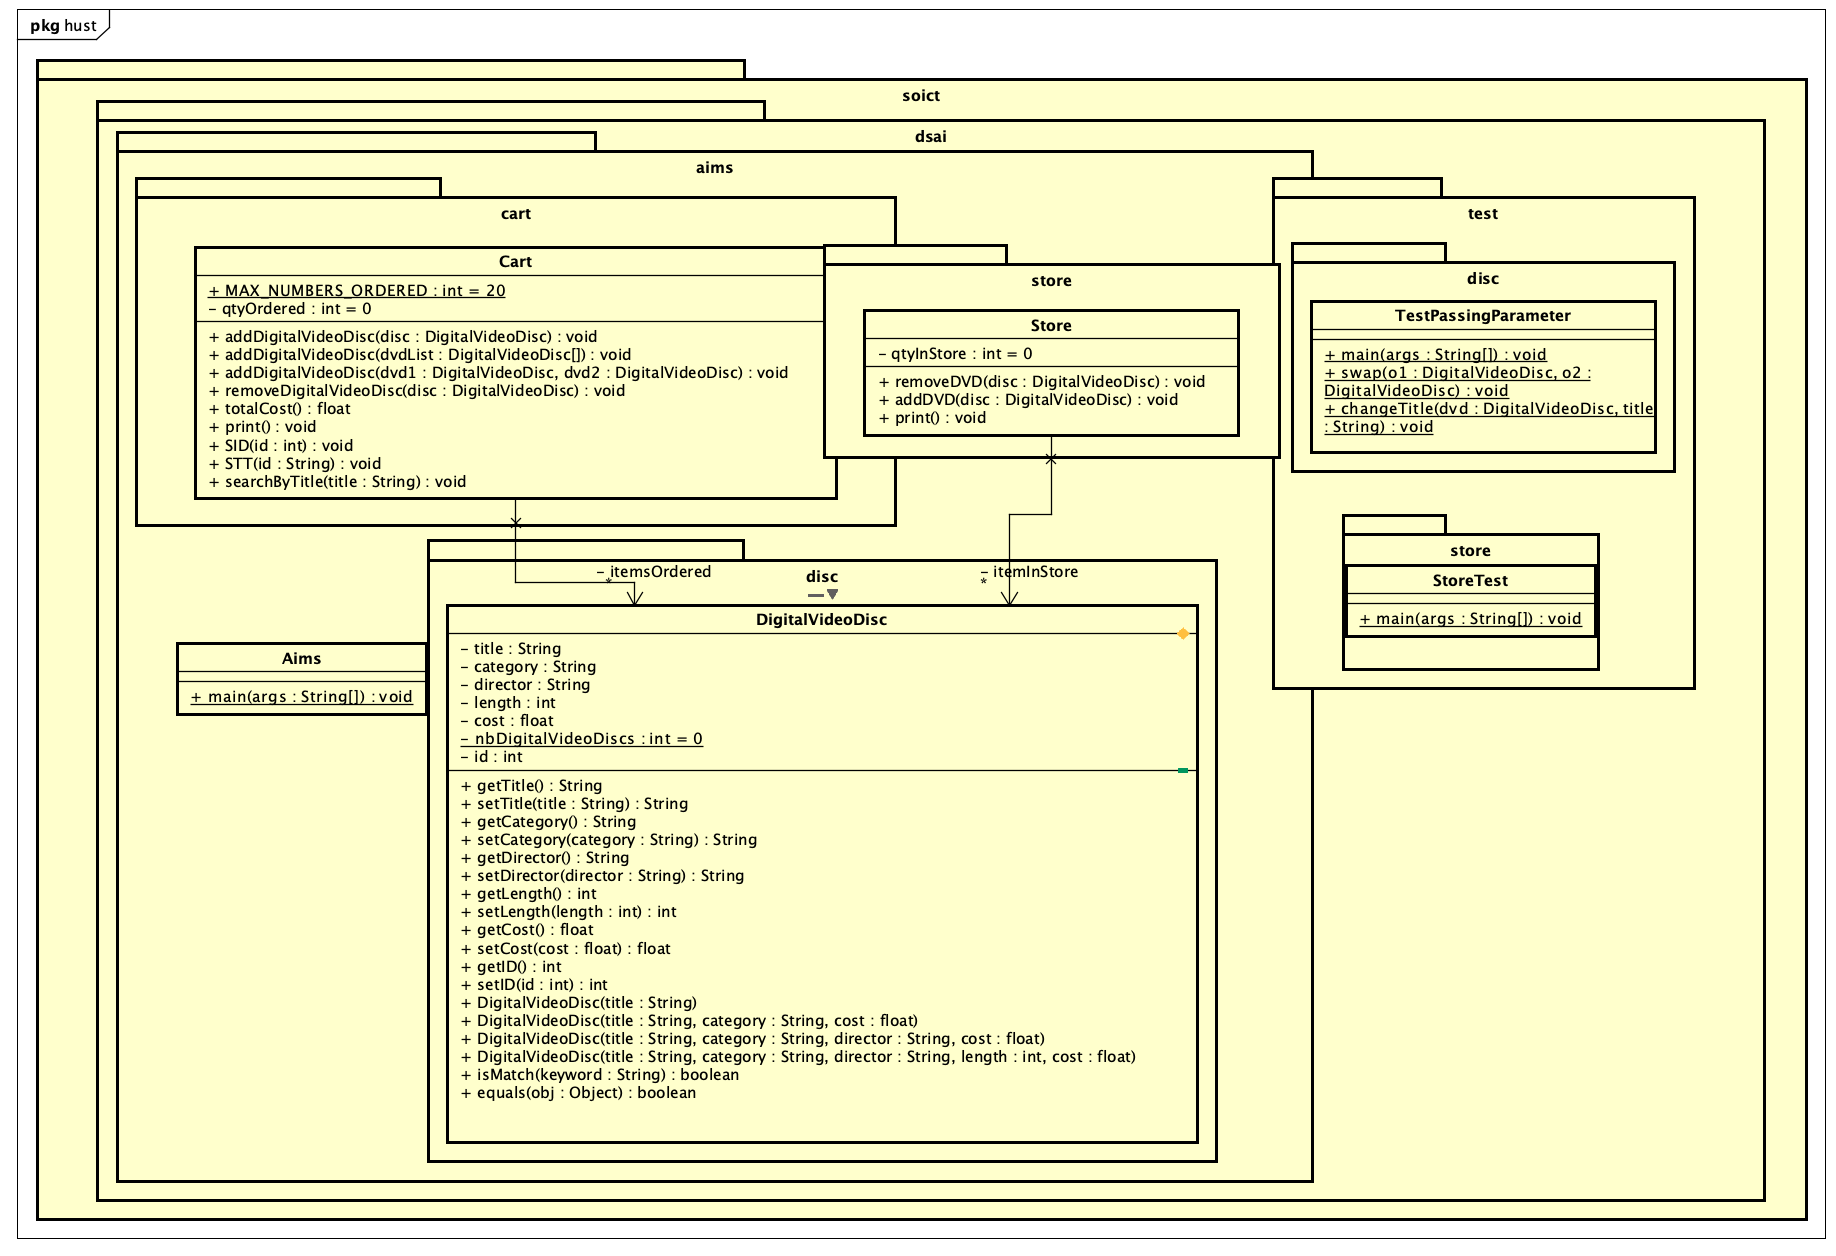 pkg hust
soict
dsai
aims
cart
Cart
+ MAX_NUMBERS_ORDERED : int = 20
- qtyOrdered : int = 0
+ addDigitalVideoDisc(disc : DigitalVideoDisc) : void
+ addDigitalVideoDisc(dvdList : DigitalVideoDisc[]) : void
+ addDigitalVideoDisc(dvd1 : DigitalVideoDisc, dvd2 : DigitalVideoDisc) : void
+ removeDigitalVideoDisc(disc : DigitalVideoDisc) : void
+ totalCost() : float
+ print() : void
+ SID(id : int) : void
+ STT(id : String) : void
+ searchByTitle(title : String) : void
store
Store
- qtyInStore : int = 0
+ removeDVD(disc : DigitalVideoDisc) : void
+ addDVD(disc : DigitalVideoDisc) : void
+ print() : void
test
disc
TestPassingParameter
+ main(args : String[]) : void
+ swap(o1 : DigitalVideoDisc, o2 :
DigitalVideoDisc) : void
+ changeTitle(dvd : DigitalVideoDisc, title
: String) : void
store
StoreTest
+ main(args : String[]) : void
- itemsOrdered
*
- itemInStore
*
disc
Aims
+ main(args : String[]) : void
DigitalVideoDisc
- title : String
- category : String
- director : String
- length : int
- cost : float
- nbDigitalVideoDiscs : int = 0
- id : int
+ getTitle() : String
+ setTitle(title : String) : String
+ getCategory() : String
+ setCategory(category : String) : String
+ getDirector() : String
+ setDirector(director : String) : String
+ getLength() : int
+ setLength(length : int) : int
+ getCost() : float
+ setCost(cost : float) : float
+ getID() : int
+ setID(id : int) : int
+ DigitalVideoDisc(title : String)
+ DigitalVideoDisc(title : String, category : String, cost : float)
+ DigitalVideoDisc(title : String, category : String, director : String, cost : float)
+ DigitalVideoDisc(title : String, category : String, director : String, length : int, cost : float)
+ isMatch(keyword : String) : boolean
+ equals(obj : Object) : boolean